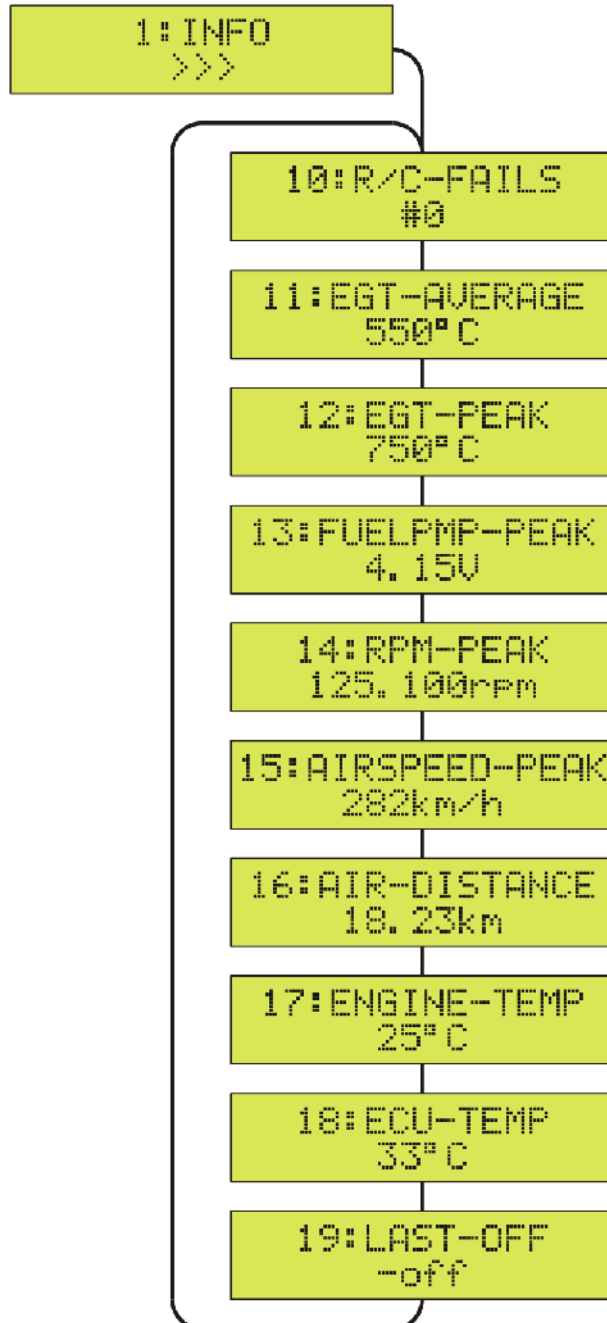 1:INFO
>>>
10:R/C-FAILS
#0
11:EGT-AVERAGE
550°C
12:EGT-PEAK
750°C
13:FUELPMP-PEAK
4.15V
14:RPM-PEAK
125.100rpm
15:AIRSPEED-PEAK
282km/h
16:AIR-DISTANCE
18.23km
17:ENGINE-TEMP
25°C
18:ECU-TEMP
33°C
19:LAST-OFF
-off